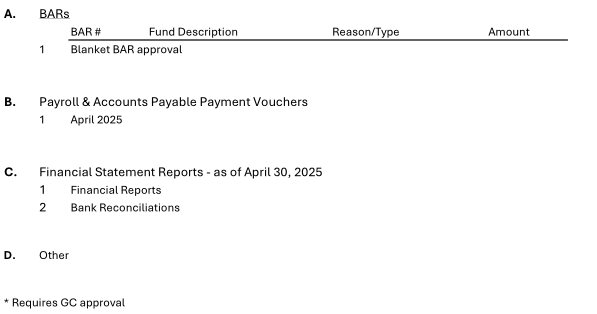 A. BARs
BAR # Fund Description Reason/Type Amount
1 Blanket BAR approval
B. Payroll & Accounts Payable Payment Vouchers
1 April 2025
C. Financial Statement Reports - as of April 30, 2025
1 Financial Reports
2 Bank Reconciliations
D. Other
* Requires GC approval